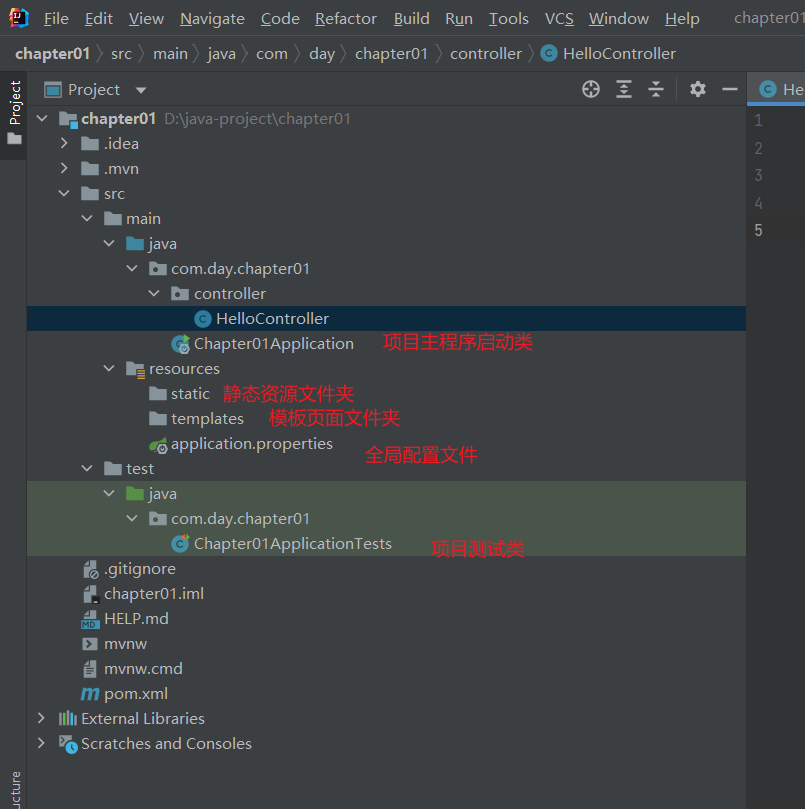 File Edit View Navigate Code Refactor Build Run Tools VCS Window Help chapter01
chapter01 src main java com day chapter01 controller HelloController
Project
Project
He
chapter01 D:\java-project\chapter01
1
.idea
2
.mvn
3
src
4
main
5
java
com.day.chapter01
controller
HelloController
Chapter01Application 项目主程序启动类
resources
static 静态资源文件夹
templates 模板页面文件夹
application.properties 全局配置文件
test
java
com.day.chapter01
Chapter01ApplicationTests 项目测试类
.gitignore
chapter01.iml
HELP.md
mvnw
mvnw.cmd
pom.xml
External Libraries
Scratches and Consoles
ucture